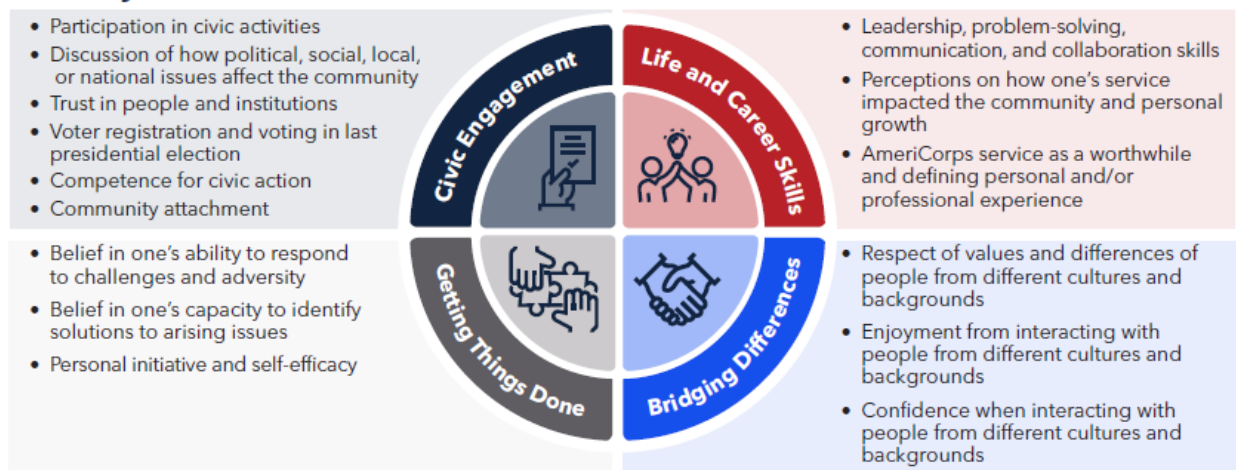 • Participation in civic activities
• Discussion of how political, social, local,
or national issues affect the community
• Trust in people and institutions
• Voter registration and voting in last
presidential election
• Competence for civic action
• Community attachment
Civic Engagement
Life and Career Skills
• Leadership, problem-solving,
communication, and collaboration skills
• Perceptions on how one’s service
impacted the community and personal
growth
• AmeriCorps service as a worthwhile
and defining personal and/or
professional experience
• Belief in one’s ability to respond
to challenges and adversity
• Belief in one’s capacity to identify
solutions to arising issues
• Personal initiative and self-efficacy
Getting Things Done
Bridging Differences
• Respect of values and differences of
people from different cultures and
backgrounds
• Enjoyment from interacting with
people from different cultures and
backgrounds
• Confidence when interacting with
people from different cultures and
backgrounds